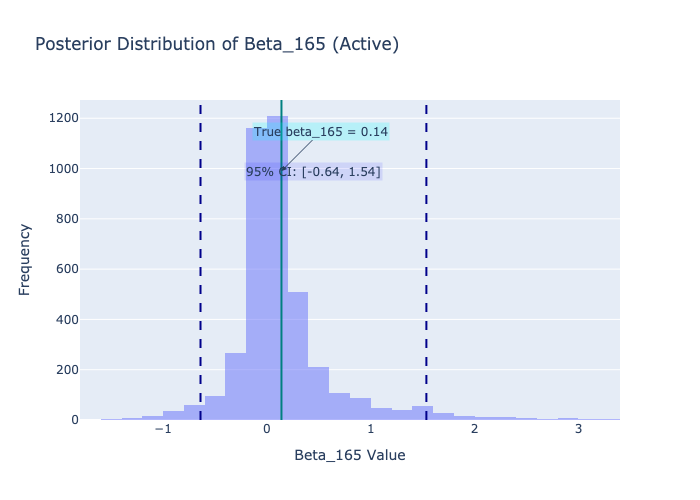 Posterior Distribution of Beta_165 (Active)
1200
True beta_165 = 0.14
1000
95% CI: [-0.64, 1.54]
800
600
400
200
0
Frequency
−1
0
1
2
3
Beta_165 Value